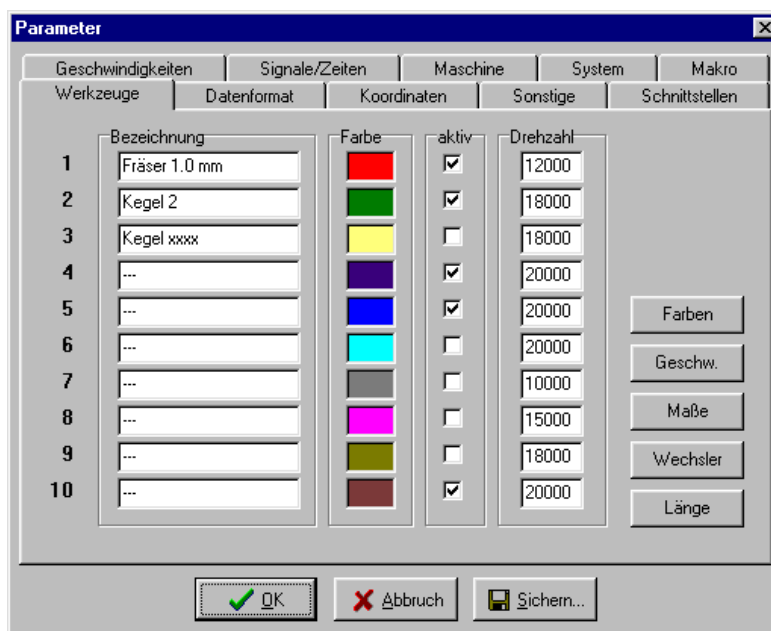 Parameter
Geschwindigkeiten Signale/Zeiten Maschine System Makro
Werkzeuge Datenformat Koordinaten Sonstige Schnittstellen
Bezeichnung Farbe aktiv Drehzahl
1 Fräser 1.0 mm 12000
2 Kegel 2 18000
3 Kegel xxxx 18000
4 --- 20000
5 --- 20000
Farben
6 --- 20000
Geschw.
7 --- 10000
8 --- 15000
Maße
9 --- 18000
Wechsler
10 --- 20000
Länge
OK Abbruch Sichern...